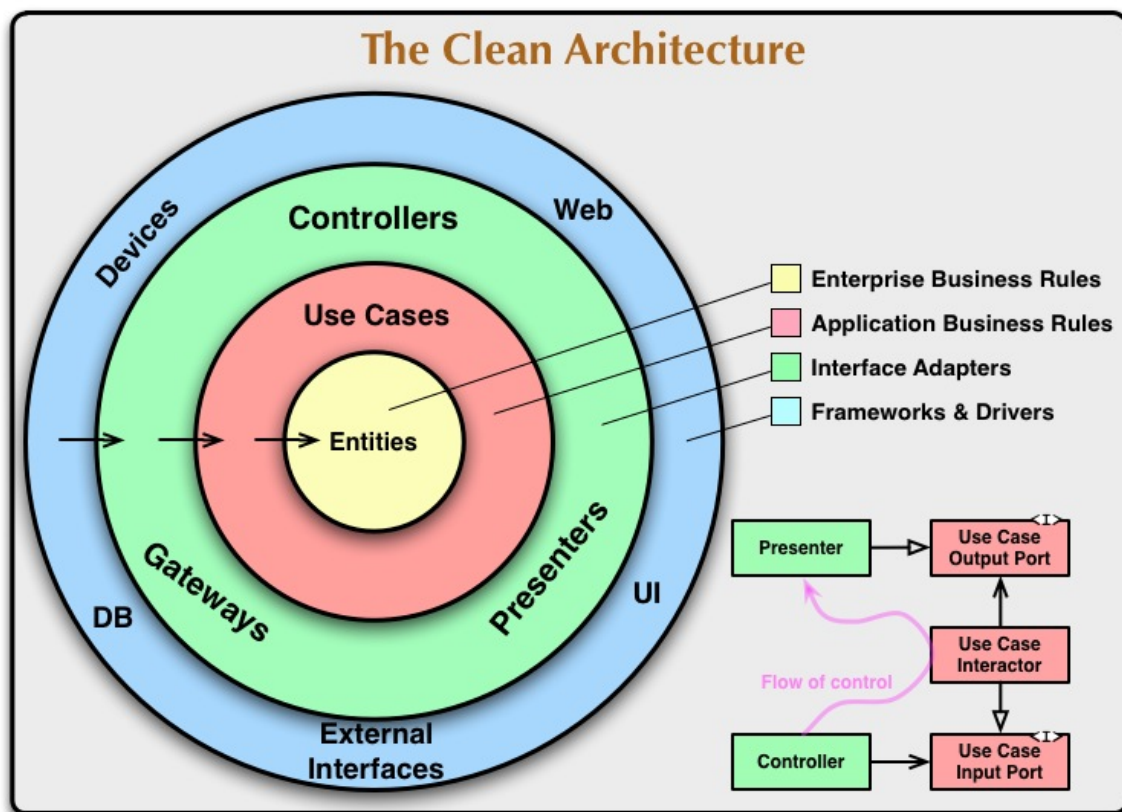 The Clean Architecture
Devices
Web
Controllers
Use Cases
Entities
Gateways
Presenters
DB
UI
External
Interfaces
Enterprise Business Rules
Application Business Rules
Interface Adapters
Frameworks & Drivers
Presenter
<I>
Use Case
Output Port
Use Case
Interactor
Flow of control
Controller
<I>
Use Case
Input Port